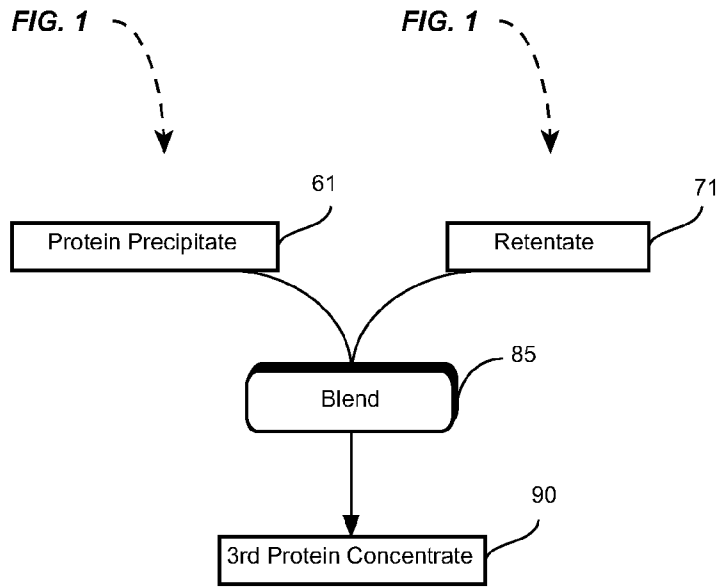 FIG. 1
FIG. 1
61
71
Protein Precipitate
Retentate
85
Blend
90
3rd Protein Concentrate